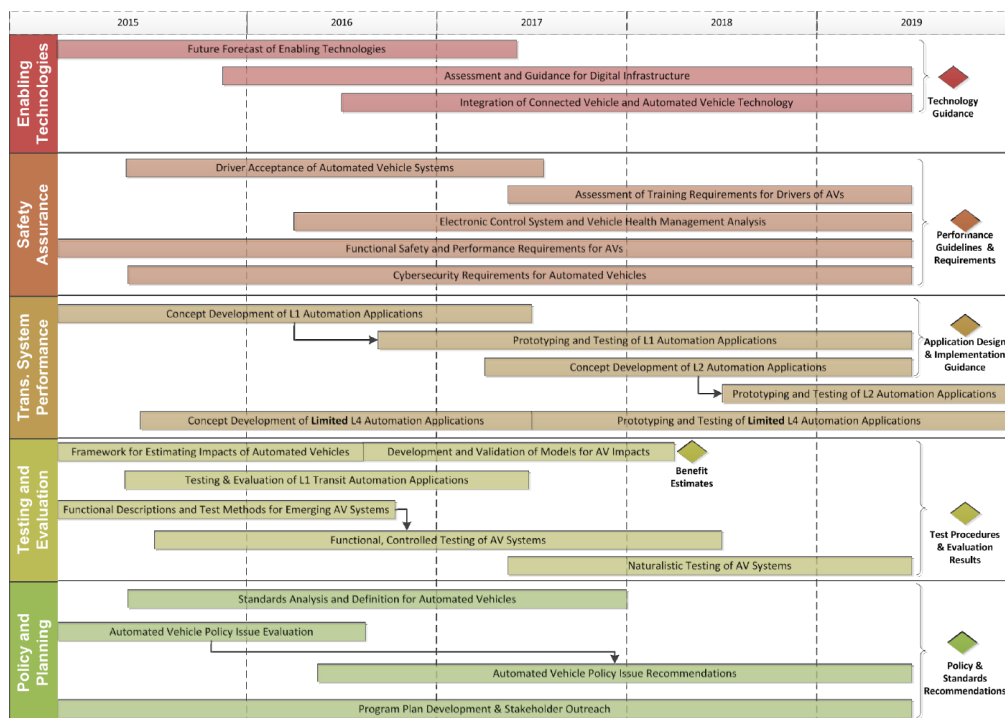 2015 2016 2017 2018 2019
Enabling
Technologies
Future Forecast of Enabling Technologies
Assessment and Guidance for Digital Infrastructure
Integration of Connected Vehicle and Automated Vehicle Technology
Technology
Guidance
Safety
Assurance
Driver Acceptance of Automated Vehicle Systems
Assessment of Training Requirements for Drivers of AVs
Electronic Control System and Vehicle Health Management Analysis
Functional Safety and Performance Requirements for AVs
Cybersecurity Requirements for Automated Vehicles
Performance
Guidelines &
Requirements
Trans. System
Performance
Concept Development of L1 Automation Applications
Prototyping and Testing of L1 Automation Applications
Concept Development of L2 Automation Applications
Prototyping and Testing of L2 Automation Applications
Concept Development of Limited L4 Automation Applications
Prototyping and Testing of Limited L4 Automation Applications
Application Design
& Implementation
Guidance
Testing and
Evaluation
Framework for Estimating Impacts of Automated Vehicles
Development and Validation of Models for AV Impacts
Benefit
Estimates
Testing & Evaluation of L1 Transit Automation Applications
Functional Descriptions and Test Methods for Emerging AV Systems
Functional, Controlled Testing of AV Systems
Naturalistic Testing of AV Systems
Test Procedures
& Evaluation
Results
Policy and
Planning
Standards Analysis and Definition for Automated Vehicles
Automated Vehicle Policy Issue Evaluation
Automated Vehicle Policy Issue Recommendations
Program Plan Development & Stakeholder Outreach
Policy &
Standards
Recommendations